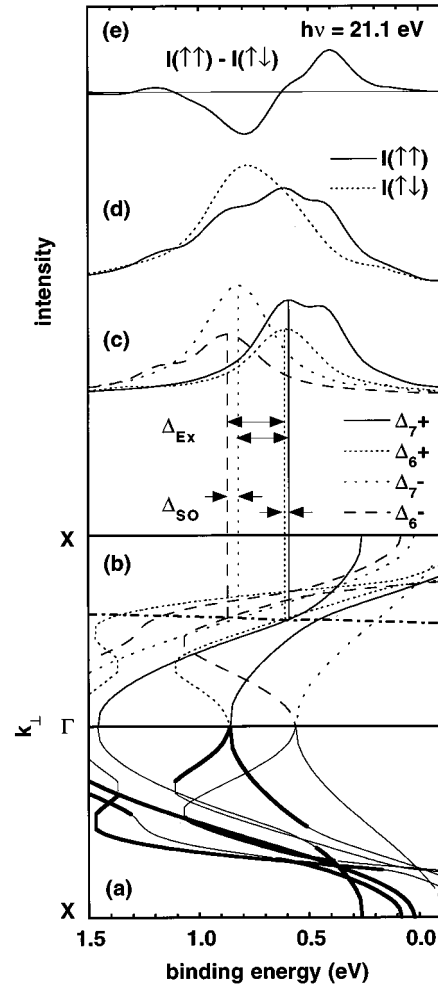 (e)
hν = 21.1 eV
I(↑↑) - I(↑↓)
I(↑↑)
I(↑↓)
(d)
intensity
(c)
Δ7+
Δ6+
Δ7-
Δ6-
ΔEx
ΔSO
X
(b)
k⊥
Γ
X
(a)
1.5 1.0 0.5 0.0
binding energy (eV)